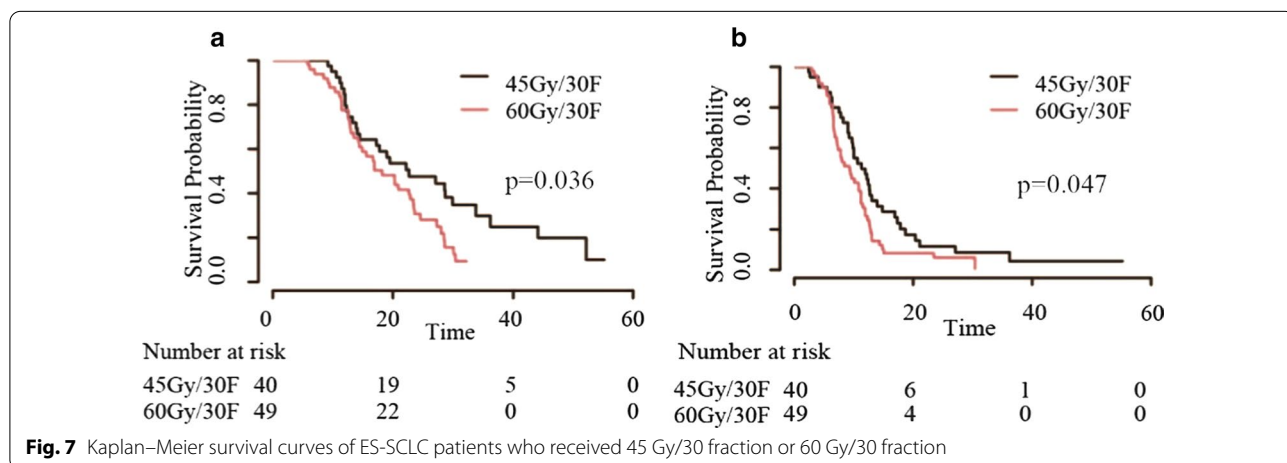 a
Survival Probability
0.0 0.4 0.8
45Gy/30F
60Gy/30F
p=0.036
0 20 40 60
Time
Number at risk
45Gy/30F 40 19 5 0
60Gy/30F 49 22 0 0
b
Survival Probability
0.0 0.4 0.8
45Gy/30F
60Gy/30F
p=0.047
0 20 40 60
Time
Number at risk
45Gy/30F 40 6 1 0
60Gy/30F 49 4 0 0
Fig. 7 Kaplan–Meier survival curves of ES-SCLC patients who received 45 Gy/30 fraction or 60 Gy/30 fraction